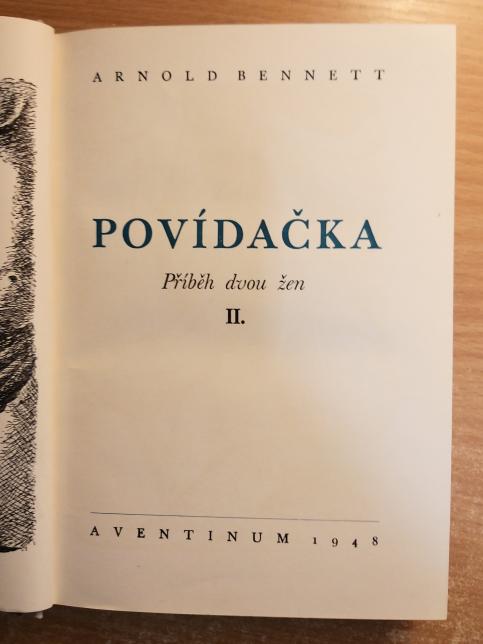 ARNOLD BENNETT
POVÍDAČKA
Příběh dvou žen
II.
AVENTINUM 1948